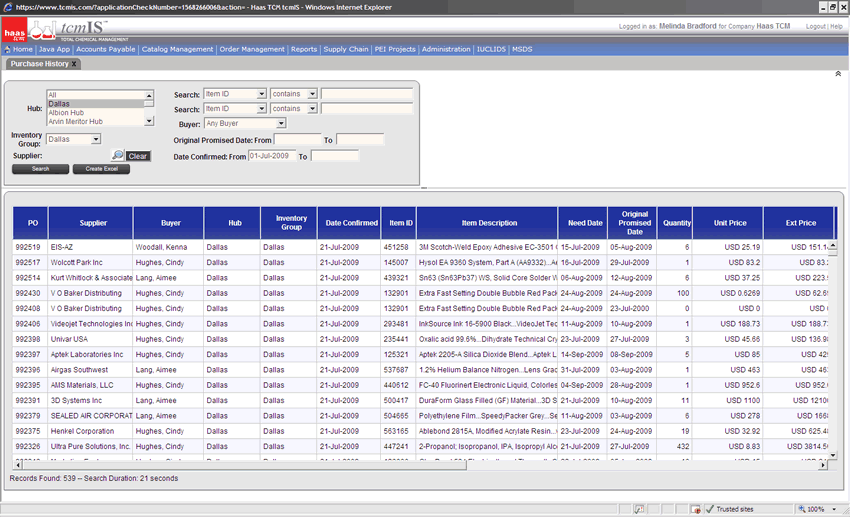 https://www.tcmis.com/?applicationCheckNumber=1568266006&action= - Haas TCM tcmIS - Windows Internet Explorer
haas tcm tcmIS™
TOTAL CHEMICAL MANAGEMENT
Logged in as: Melinda Bradford for Company Haas TCM Logout | Help
Home Java App Accounts Payable Catalog Management Order Management Reports Supply Chain PEI Projects Administration IUCLIDS MSDS
Purchase History X
Hub: All
Dallas
Albion Hub
Arvin Meritor Hub
Search: Item ID contains
Search: Item ID contains
Buyer: Any Buyer
Inventory Group: Dallas
Original Promised Date: From To
Supplier: Clear
Date Confirmed: From 01-Jul-2009 To
Search Create Excel
PO Supplier Buyer Hub Inventory Group Date Confirmed Item ID Item Description Need Date Original Promised Date Quantity Unit Price Ext Price
992519 EIS-AZ Woodall, Kenna Dallas Dallas 21-Jul-2009 451258 3M Scotch-Weld Epoxy Adhesive EC-3501 15-Jul-2009 05-Aug-2009 6 USD 25.19 USD 151.1
992517 Wolcott Park Inc Hughes, Cindy Dallas Dallas 21-Jul-2009 145007 Hysol EA 9360 System, Part A (AA9332)...Ae 16-Jul-2009 29-Jul-2009 1 USD 83.2 USD 83.2
992514 Kurt Whitlock & Associate Lang, Aimee Dallas Dallas 21-Jul-2009 439321 Sn63 (Sn63Pb37) WS, Solid Core Solder W 06-Aug-2009 12-Aug-2009 6 USD 37.25 USD 223.
992430 V O Baker Distributing Hughes, Cindy Dallas Dallas 21-Jul-2009 132901 Extra Fast Setting Double Bubble Red Pac 24-Aug-2009 24-Aug-2009 100 USD 0.6269 USD 62.6
992408 V O Baker Distributing Hughes, Cindy Dallas Dallas 21-Jul-2009 132901 Extra Fast Setting Double Bubble Red Pac 24-Aug-2009 23-Jul-2000 0 USD 0 USD 0
992406 Videojet Technologies Inc Hughes, Cindy Dallas Dallas 21-Jul-2009 293481 InkSource Ink 16-5900 Black...VideoJet Tec 11-Aug-2009 10-Aug-2009 1 USD 188.73 USD 188.73
992398 Univar USA Hughes, Cindy Dallas Dallas 21-Jul-2009 235441 Oxalic acid 99.6%...Dihydrate Crystal 23-Jul-2009 27-Jul-2009 3 USD 45.66 USD 136.9
992397 Aptek Laboratories Inc Hughes, Cindy Dallas Dallas 21-Jul-2009 125321 Aptek 2205-A Silicone Dioxide Blend...Aptek L 14-Sep-2009 08-Sep-2009 5 USD 85 USD 42
992396 Airgas Southwest Lang, Aimee Dallas Dallas 21-Jul-2009 537687 1.2% Helium Balance Nitrogen...Lens Grad 31-Jul-2009 03-Aug-2009 1 USD 463 USD 463
992395 AMS Materials, LLC Hughes, Cindy Dallas Dallas 21-Jul-2009 440612 FC-40 Fluorinert Electronic Liquid, Colorles 04-Sep-2009 28-Aug-2009 1 USD 952.6 USD 952.
992391 3D Systems Inc Lang, Aimee Dallas Dallas 21-Jul-2009 500417 DuraForm Glass Filled (GF) Material...3D S 21-Jul-2009 10-Aug-2009 11 USD 1100 USD 12100
992379 SEALED AIR CORPORAT Lang, Aimee Dallas Dallas 21-Jul-2009 504665 Polyethylene Film...SpeedyPacker Grey...Se 11-Aug-2009 03-Aug-2009 6 USD 278 USD 1668
992375 Henkel Corporation Hughes, Cindy Dallas Dallas 21-Jul-2009 563165 Ablebond 2815A, Modified Acrylate Resin...C 23-Jul-2009 24-Aug-2009 19 USD 32.92 USD 625.4
992326 Ultra Pure Solutions, Inc. Hughes, Cindy Dallas Dallas 21-Jul-2009 447241 2-Propanol; Isopropanol, IPA, Isopropyl Alc 21-Jul-2009 27-Jul-2009 432 USD 8.83 USD 3814.5
Records Found: 539 -- Search Duration: 21 seconds
Trusted sites 100%